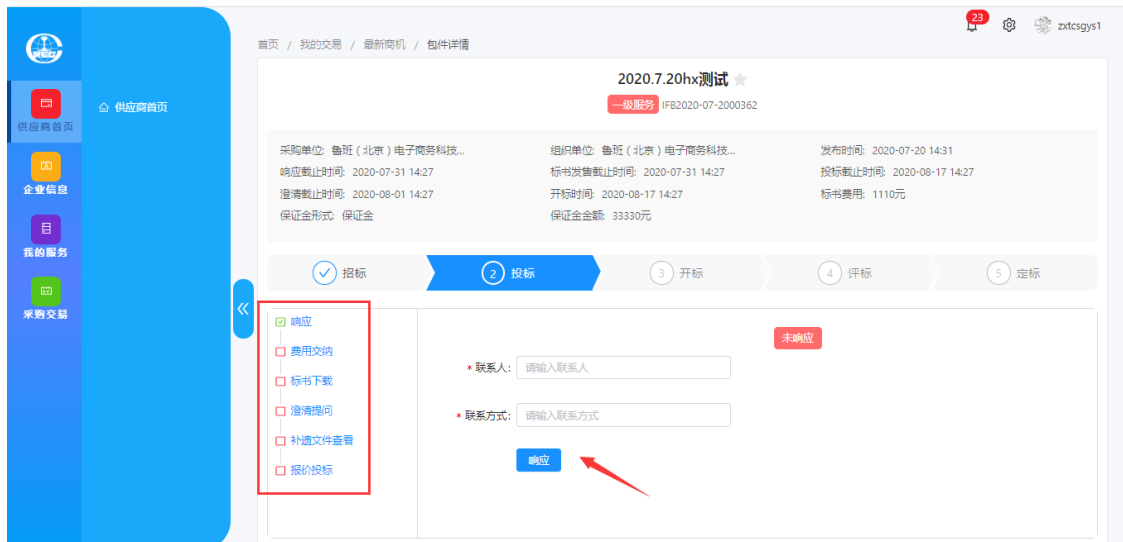 23
zxtcsgys1
首页 / 我的交易 / 最新商机 / 包件详情
CREC
供应商首页
供应商首页
企业信息
我的服务
采购交易
2020.7.20hx测试
一级服务 IFB2020-07-2000362
采购单位: 鲁班(北京)电子商务科技... 组织单位: 鲁班(北京)电子商务科技... 发布时间: 2020-07-20 14:31
响应截止时间: 2020-07-31 14:27 标书发售截止时间: 2020-07-31 14:27 投标截止时间: 2020-08-17 14:27
澄清截止时间: 2020-08-01 14:27 开标时间: 2020-08-17 14:27 标书费用: 1110元
保证金形式: 保证金 保证金金额: 33330元
招标 2 投标 3 开标 4 评标 5 定标
响应
费用交纳
标书下载
澄清提问
补遗文件查看
报价投标
未响应
* 联系人: 请输入联系人
* 联系方式: 请输入联系方式
响应